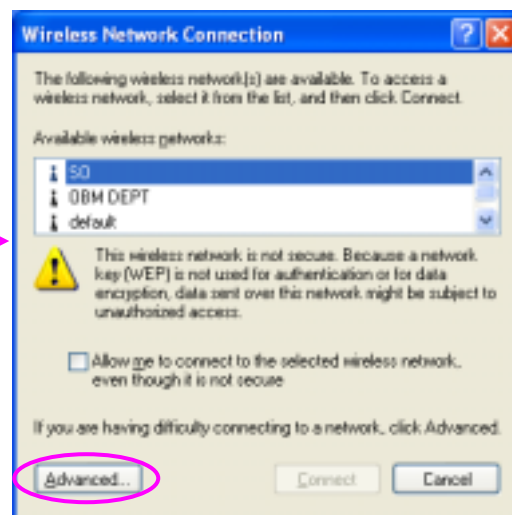 Wireless Network Connection
The following wireless network(s) are available. To access a
wireless network, select it from the list, and then click Connect.
Available wireless networks:
SO
OBM DEPT
default
This wireless network is not secure. Because a network
key (WEP) is not used for authentication or for data
encryption, data sent over this network might be subject to
unauthorized access.
Allow me to connect to the selected wireless network,
even though it is not secure
If you are having difficulty connecting to a network, click Advanced.
Advanced...
Connect
Cancel